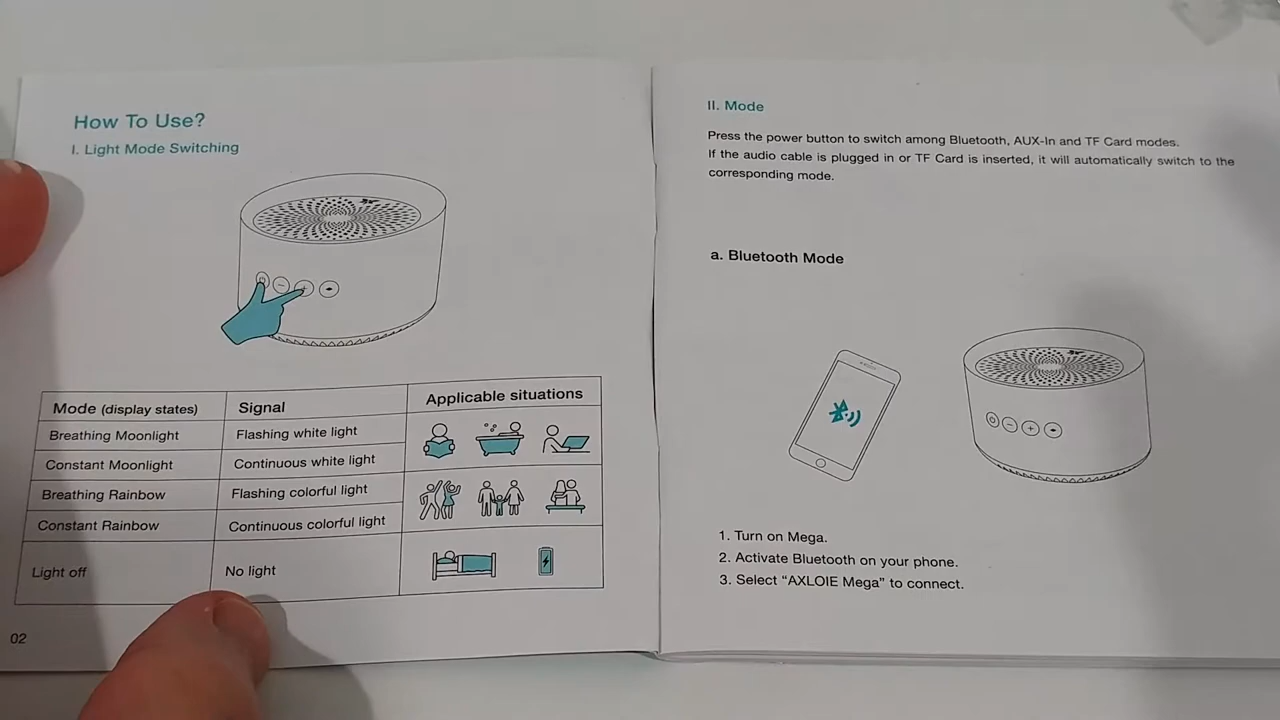 How To Use?
I. Light Mode Switching
Mode (display states) Signal Applicable situations
Breathing Moonlight Flashing white light
Constant Moonlight Continuous white light
Breathing Rainbow Flashing colorful light
Constant Rainbow Continuous colorful light
Light off No light
02
II. Mode
Press the power button to switch among Bluetooth, AUX-In and TF Card modes.
If the audio cable is plugged in or TF Card is inserted, it will automatically switch to the
corresponding mode.
a. Bluetooth Mode
1. Turn on Mega.
2. Activate Bluetooth on your phone.
3. Select “AXLOIE Mega” to connect.